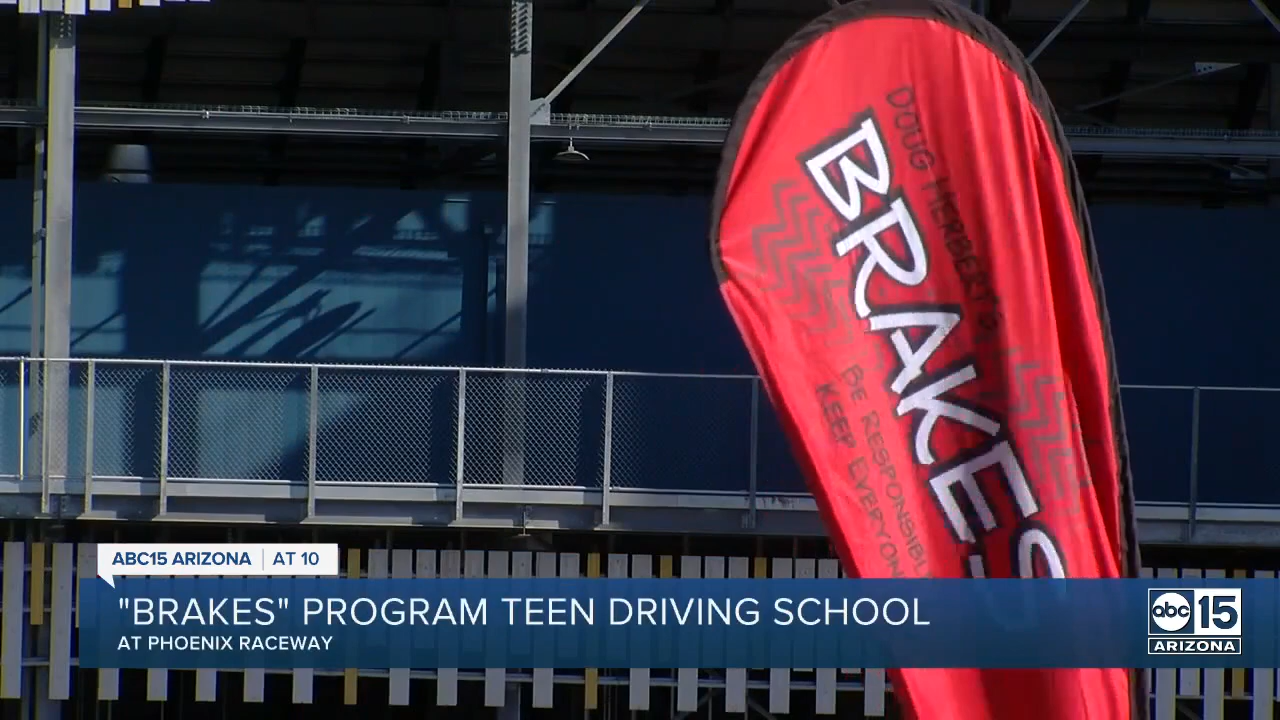 DOUG HERBERT'S
BRAKES
BE RESPONSIBLE
KEEP EVERYON
ABC15 ARIZONA | AT 10
"BRAKES" PROGRAM TEEN DRIVING SCHOOL
AT PHOENIX RACEWAY
abc 15
ARIZONA